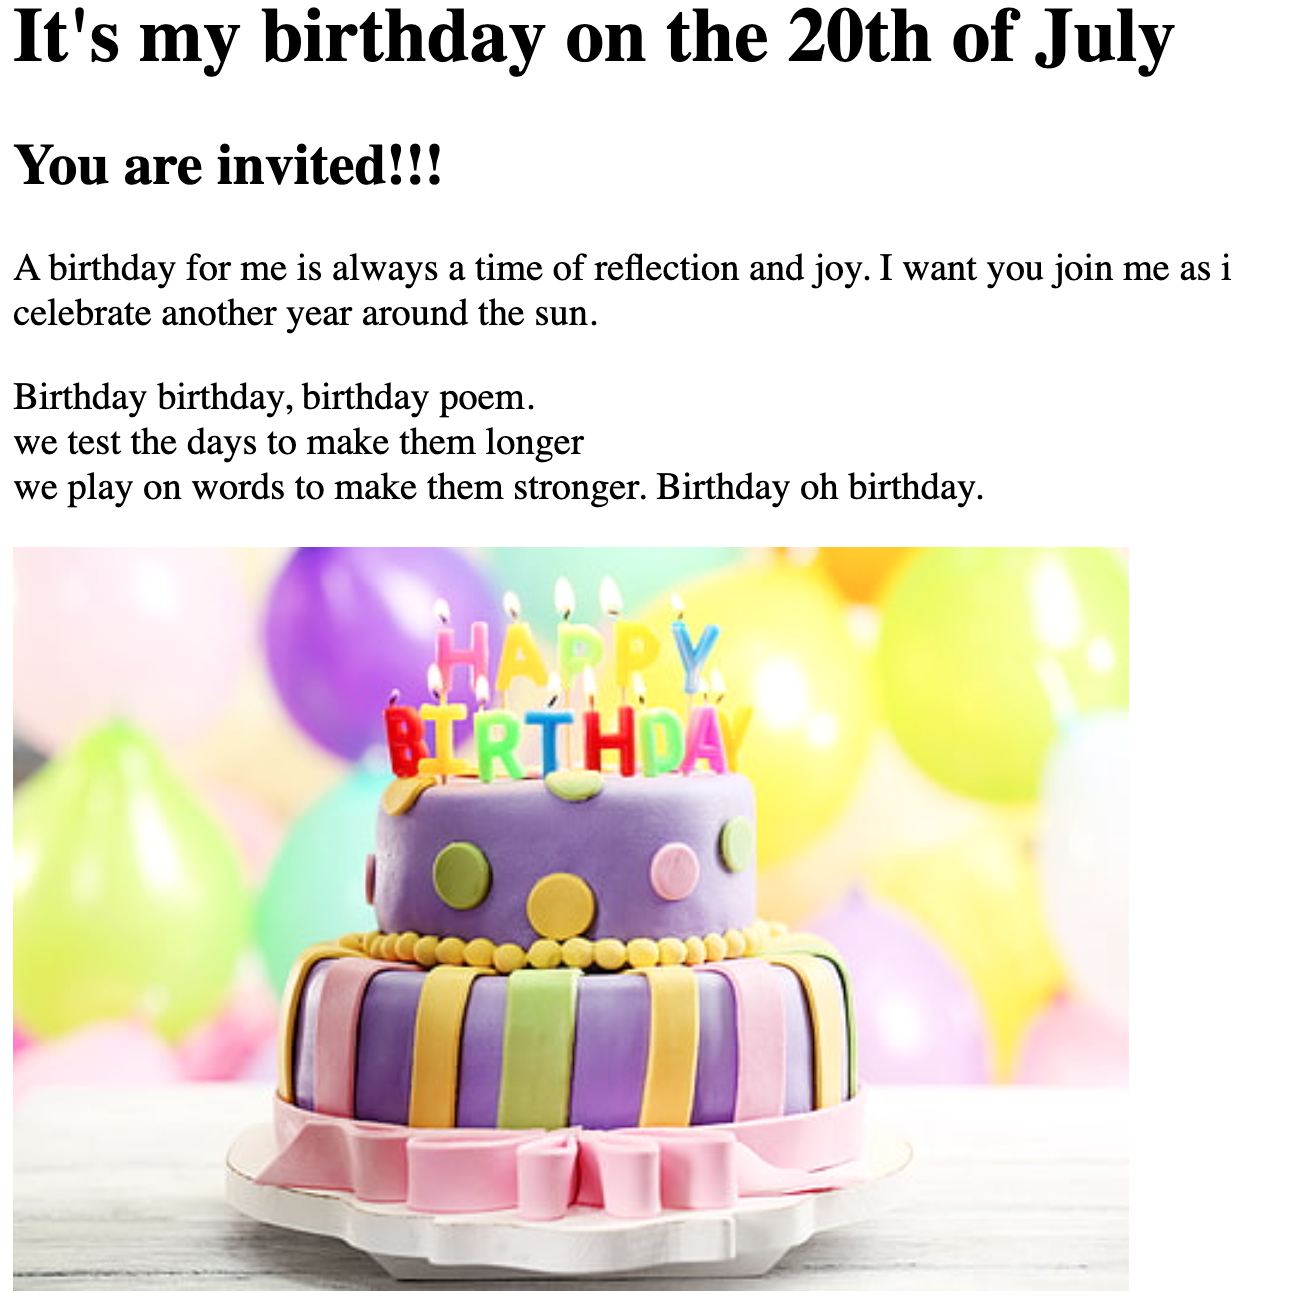 It's my birthday on the 20th of July
You are invited!!!
A birthday for me is always a time of reflection and joy. I want you join me as i
celebrate another year around the sun.
Birthday birthday, birthday poem.
we test the days to make them longer
we play on words to make them stronger. Birthday oh birthday.
HAPPY
BIRTHDAY